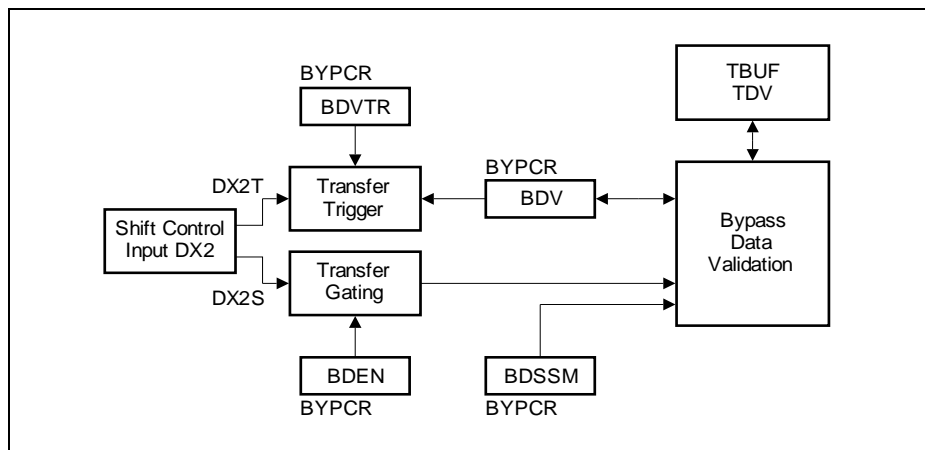 BYPCR
BDVTR
TBUF
TDV
DX2T
Transfer
Trigger
BYPCR
BDV
Shift Control
Input DX2
Bypass
Data
Validation
DX2S
Transfer
Gating
BDEN
BYPCR
BDSSM
BYPCR